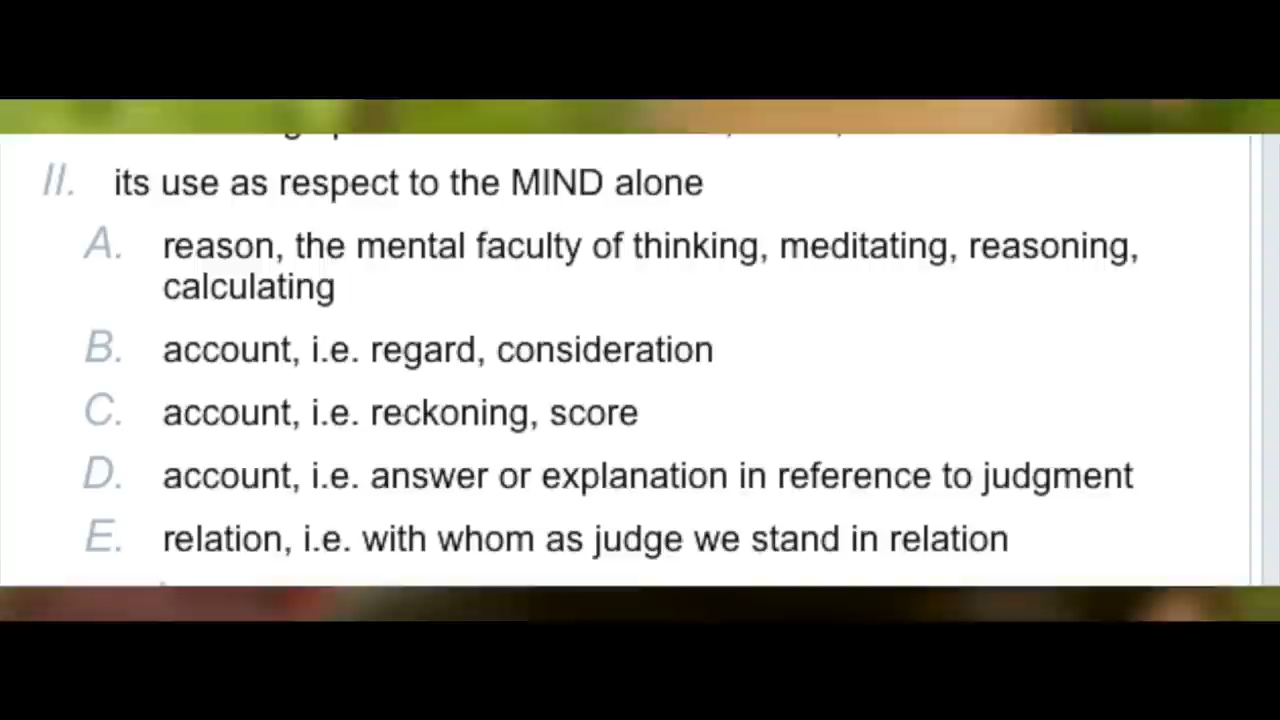 II. its use as respect to the MIND alone
A. reason, the mental faculty of thinking, meditating, reasoning,
calculating
B. account, i.e. regard, consideration
C. account, i.e. reckoning, score
D. account, i.e. answer or explanation in reference to judgment
E. relation, i.e. with whom as judge we stand in relation